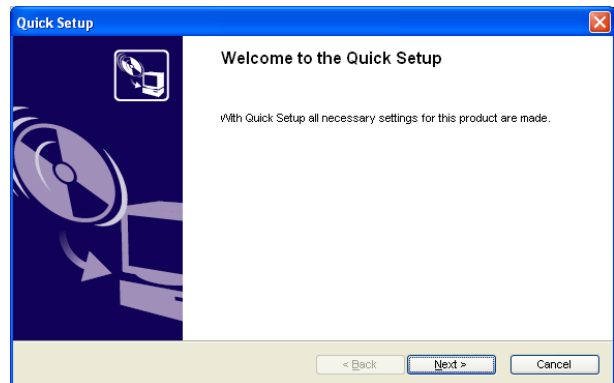 Quick Setup
Welcome to the Quick Setup
With Quick Setup all necessary settings for this product are made.
< Back Next > Cancel